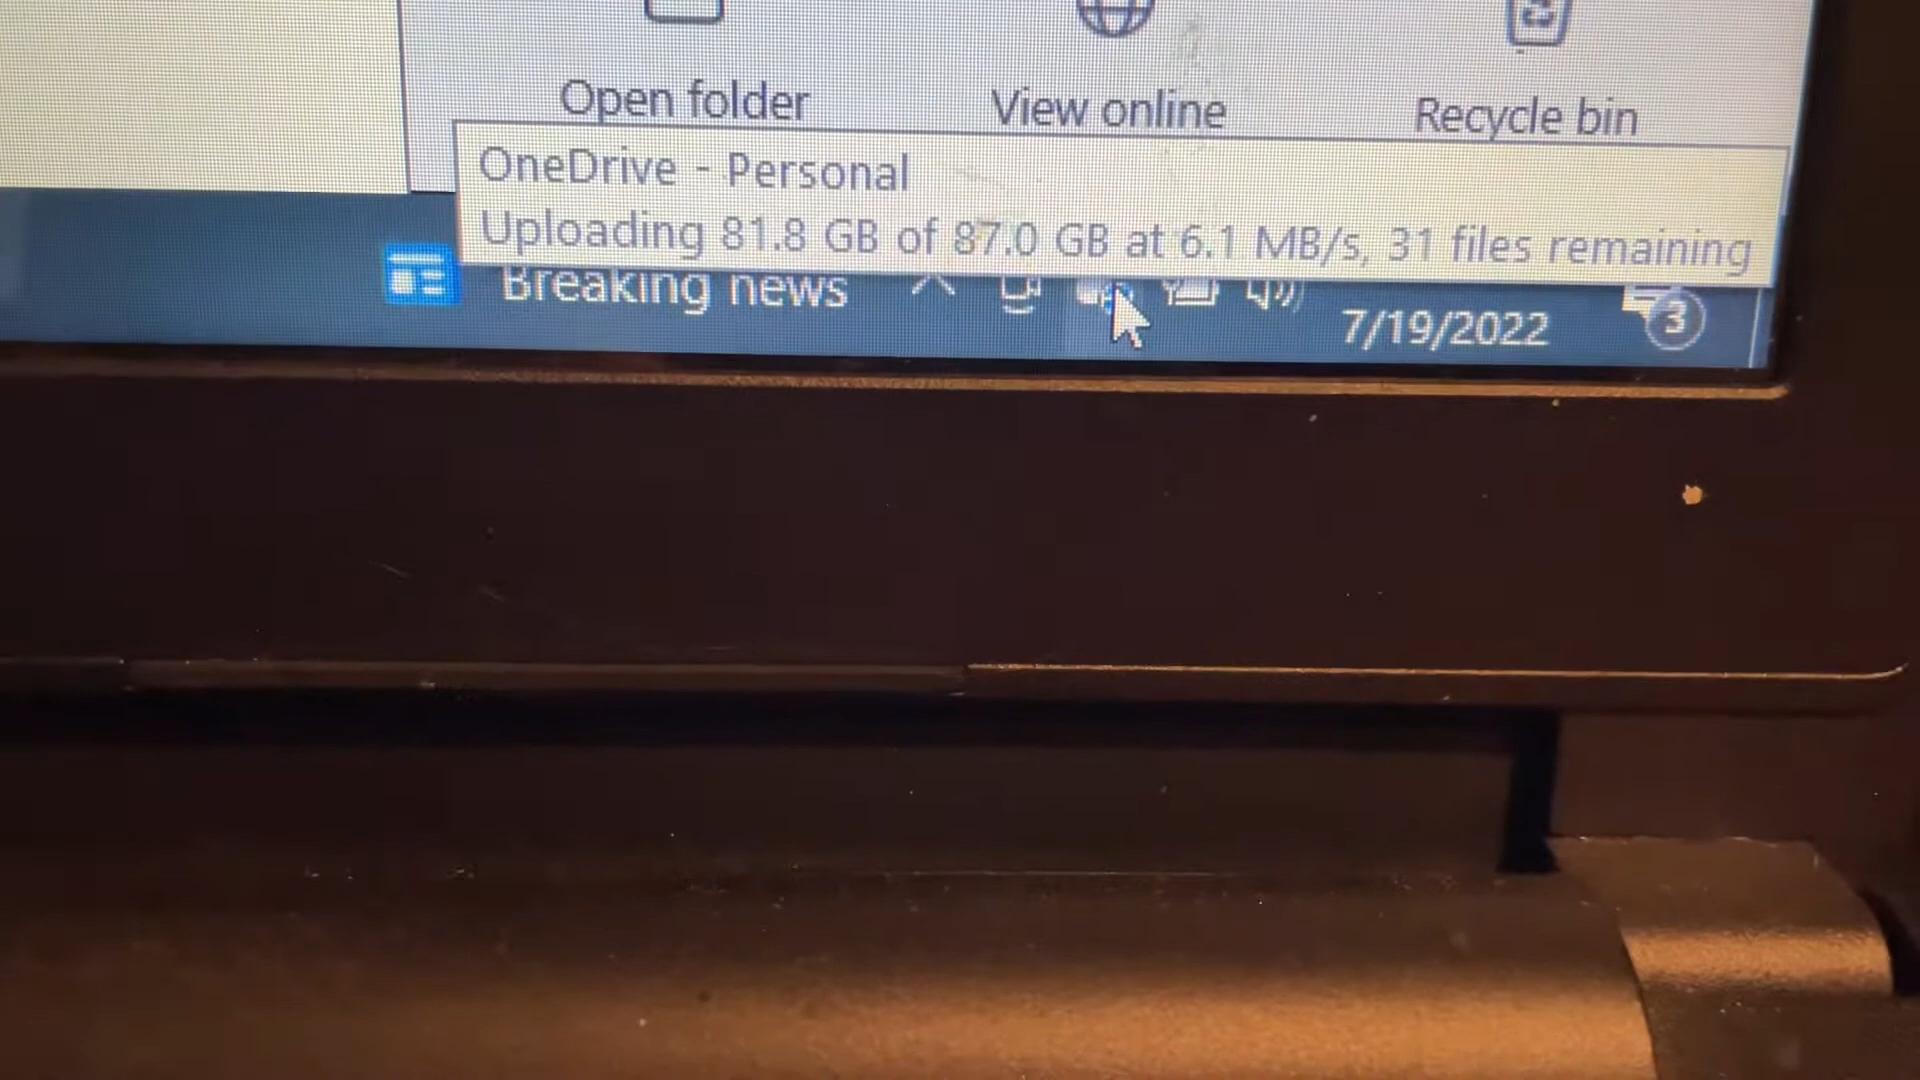 Open folder View online Recycle bin
OneDrive - Personal
Uploading 81.8 GB of 87.0 GB at 6.1 MB/s, 31 files remaining
Breaking news
7/19/2022
3